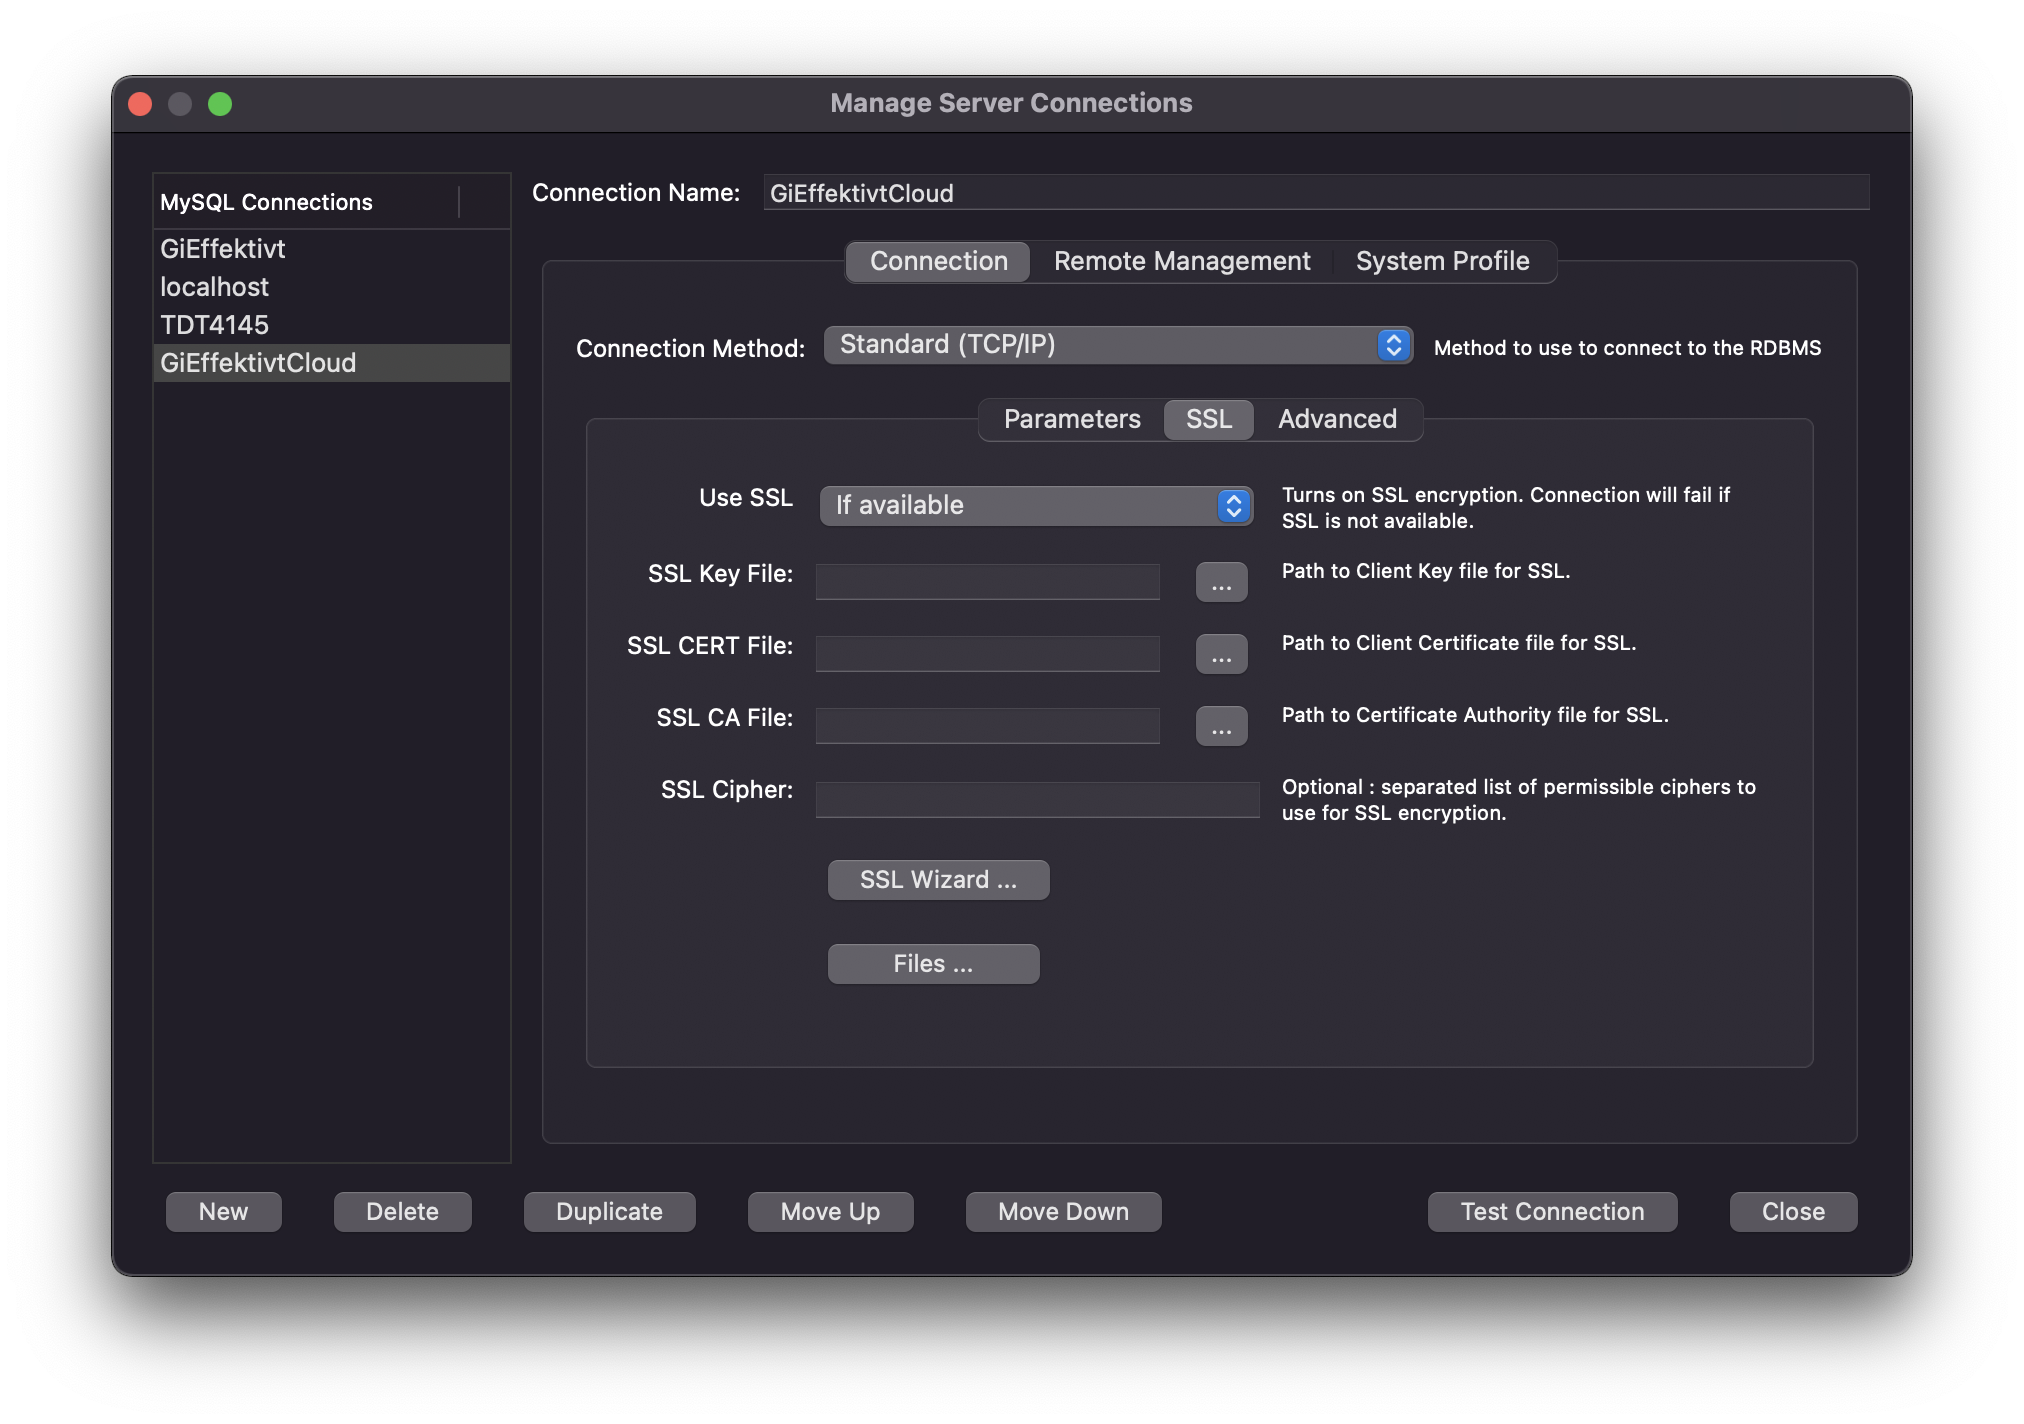 Manage Server Connections
MySQL Connections
GiEffektivt
localhost
TDT4145
GiEffektivtCloud
Connection Name: GiEffektivtCloud
Connection Remote Management System Profile
Connection Method: Standard (TCP/IP) Method to use to connect to the RDBMS
Parameters SSL Advanced
Use SSL If available Turns on SSL encryption. Connection will fail if
SSL is not available.
SSL Key File: ... Path to Client Key file for SSL.
SSL CERT File: ... Path to Client Certificate file for SSL.
SSL CA File: ... Path to Certificate Authority file for SSL.
SSL Cipher: Optional : separated list of permissible ciphers to
use for SSL encryption.
SSL Wizard ...
Files ...
New Delete Duplicate Move Up Move Down Test Connection Close